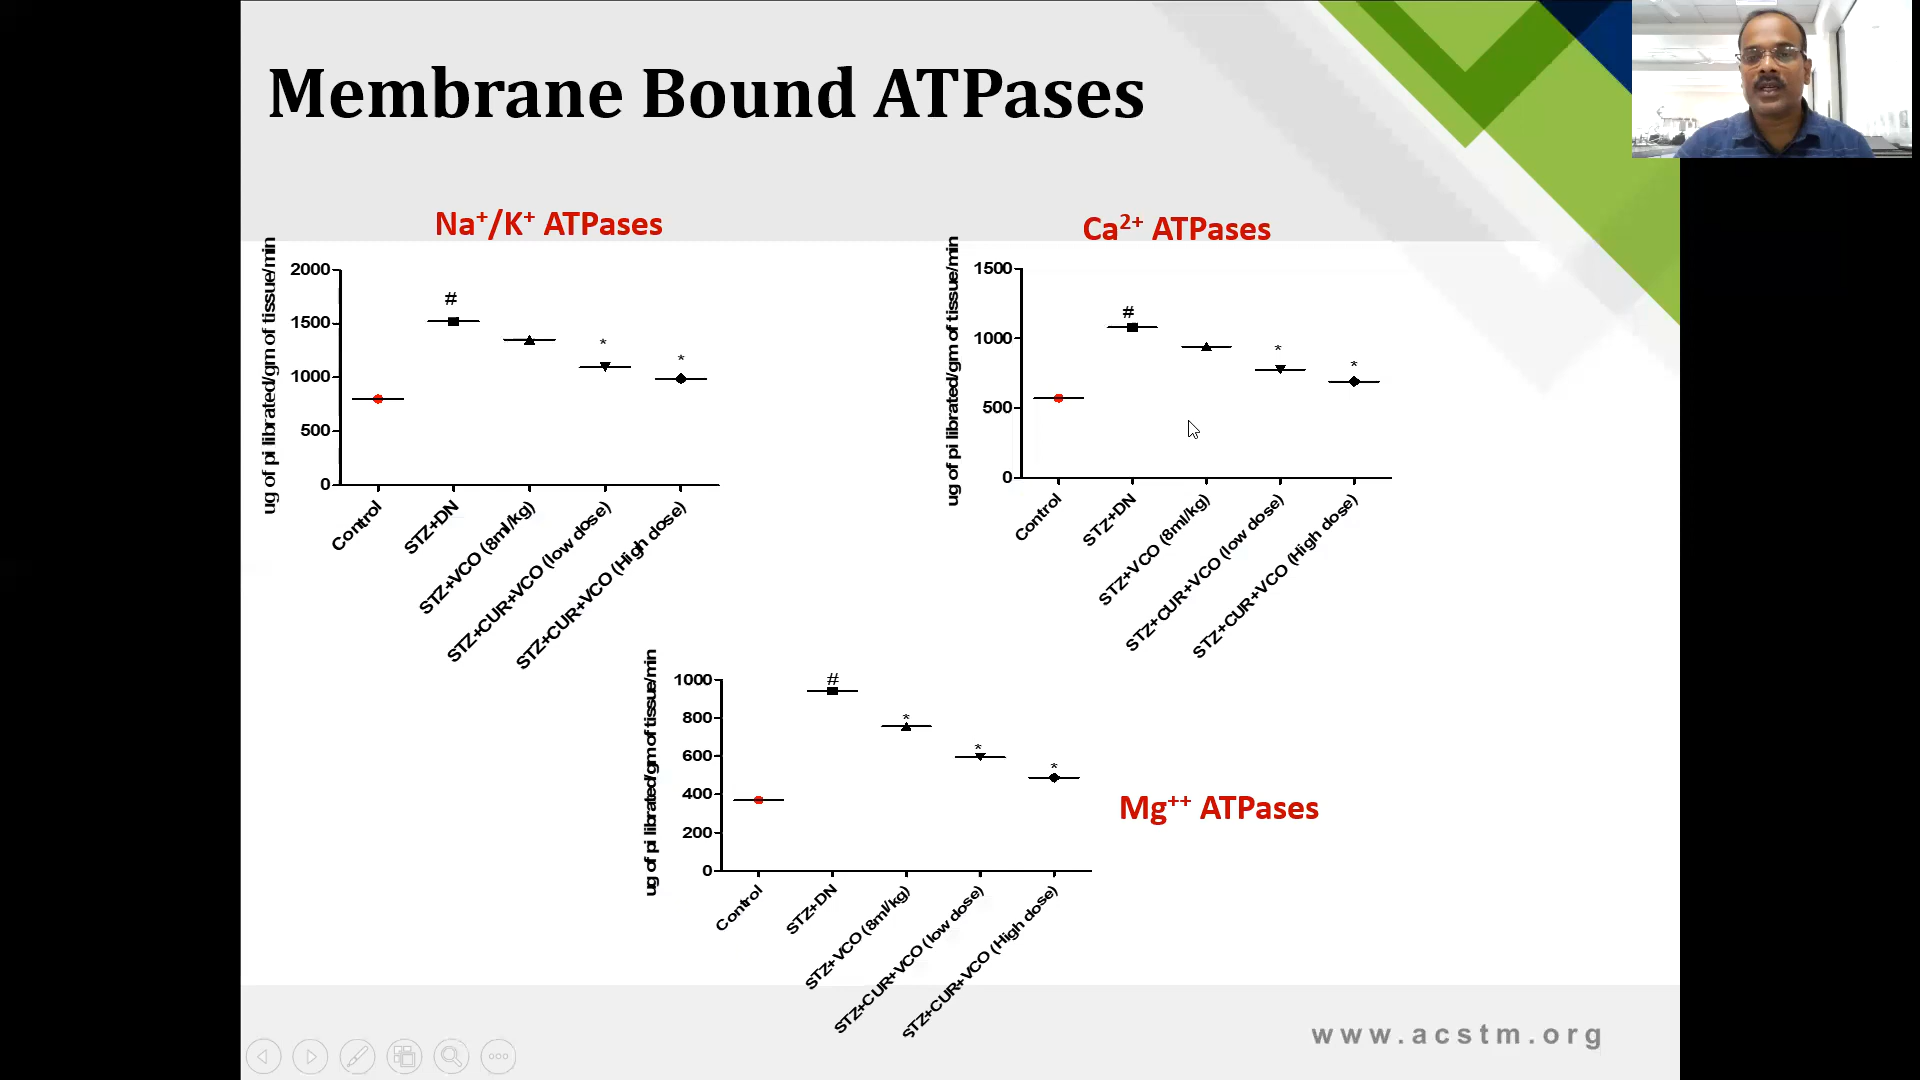 Membrane Bound ATPases
Na+/K+ ATPases
ug of pi librated/gm of tissue/min
2000
1500
1000
500
0
#
*
*
Control
STZ+DN
STZ+VCO (8ml/kg)
STZ+CUR+VCO (low dose)
STZ+CUR+VCO (High dose)
Ca2+ ATPases
ug of pi librated/gm of tissue/min
1500
1000
500
0
#
*
*
Control
STZ+DN
STZ+VCO (8ml/kg)
STZ+CUR+VCO (low dose)
STZ+CUR+VCO (High dose)
ug of pi librated/gm of tissue/min
1000
800
600
400
200
0
#
*
*
*
Control
STZ+DN
STZ+VCO (8ml/kg)
STZ+CUR+VCO (low dose)
STZ+CUR+VCO (High dose)
Mg++ ATPases
www.acstm.org